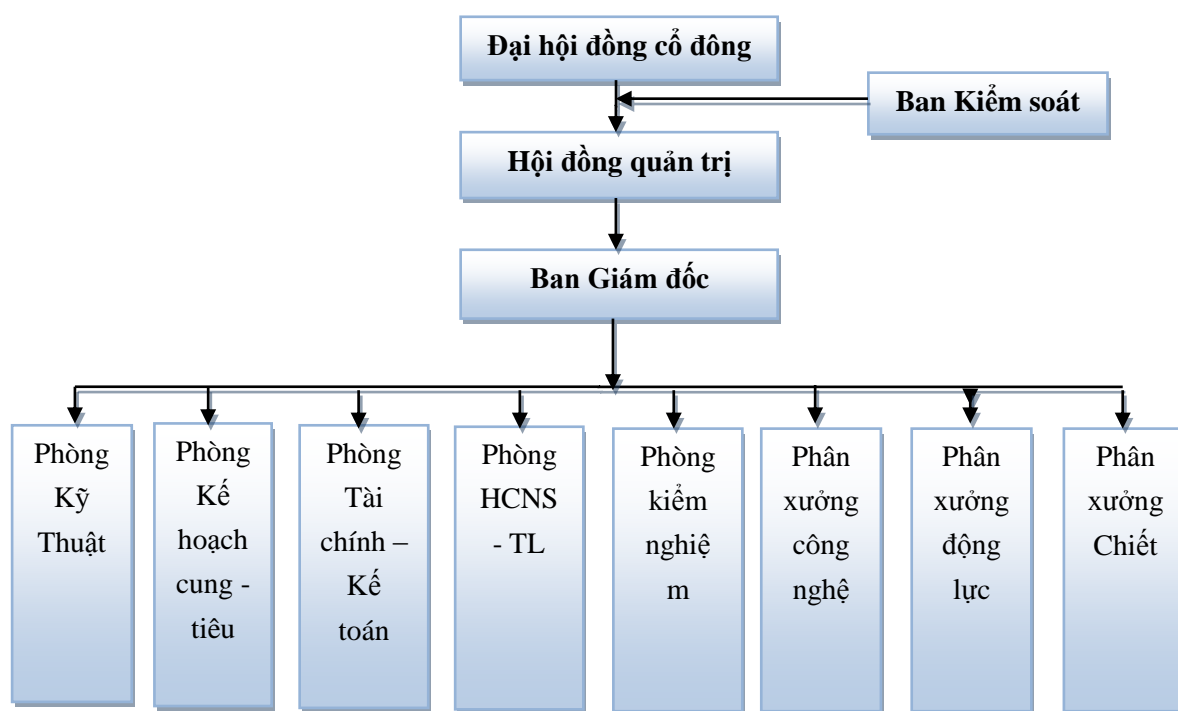 Đại hội đồng cổ đông
Ban Kiểm soát
Hội đồng quản trị
Ban Giám đốc
Phòng
Kỹ
Thuật
Phòng
Kế
hoạch
cung -
tiêu
Phòng
Tài
chính –
Kế
toán
Phòng
HCNS
- TL
Phòng
kiểm
nghiệ
m
Phân
xưởng
công
nghệ
Phân
xưởng
động
lực
Phân
xưởng
Chiết